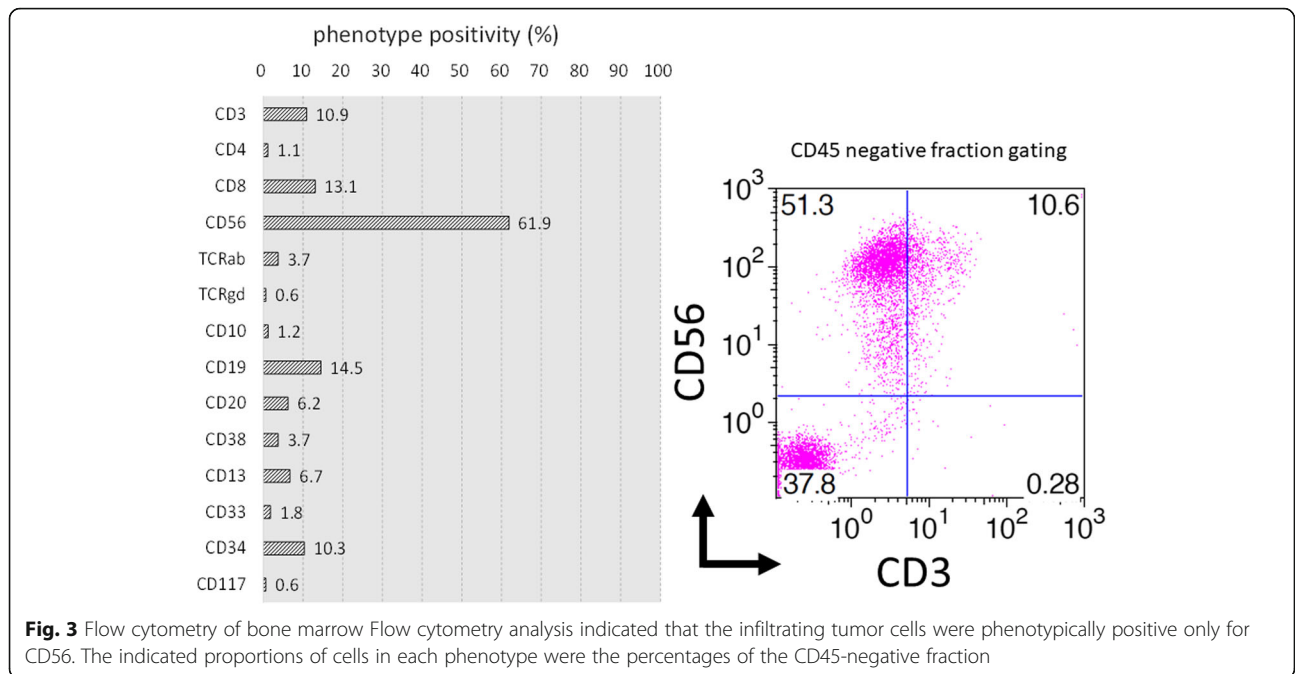 phenotype positivity (%)
0 10 20 30 40 50 60 70 80 90 100
CD3 10.9
CD4 1.1
CD8 13.1
CD56 61.9
TCRab 3.7
TCRgd 0.6
CD10 1.2
CD19 14.5
CD20 6.2
CD38 3.7
CD13 6.7
CD33 1.8
CD34 10.3
CD117 0.6
CD45 negative fraction gating
10³
51.3 10.6
10²
10¹
10⁰
37.8 0.28
10⁰ 10¹ 10² 10³
CD56
CD3
Fig. 3 Flow cytometry of bone marrow Flow cytometry analysis indicated that the infiltrating tumor cells were phenotypically positive only for
CD56. The indicated proportions of cells in each phenotype were the percentages of the CD45-negative fraction